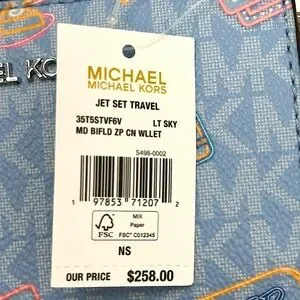 MICHAEL
MICHAEL KORS
JET SET TRAVEL
35T5STVF6V LT SKY
MD BIFLD ZP CN WLLET
S498-0002
1 97853 71207 2
FSC
MIX
Paper
FSC® C012345
NS
OUR PRICE $258.00